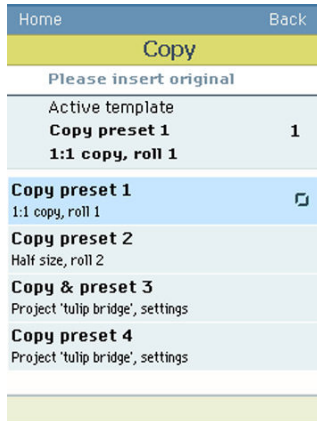 Home Back
Copy
Please insert original
Active template
Copy preset 1 1
1:1 copy, roll 1
Copy preset 1
1:1 copy, roll 1
Copy preset 2
Half size, roll 2
Copy & preset 3
Project 'tulip bridge', settings
Copy preset 4
Project 'tulip bridge', settings